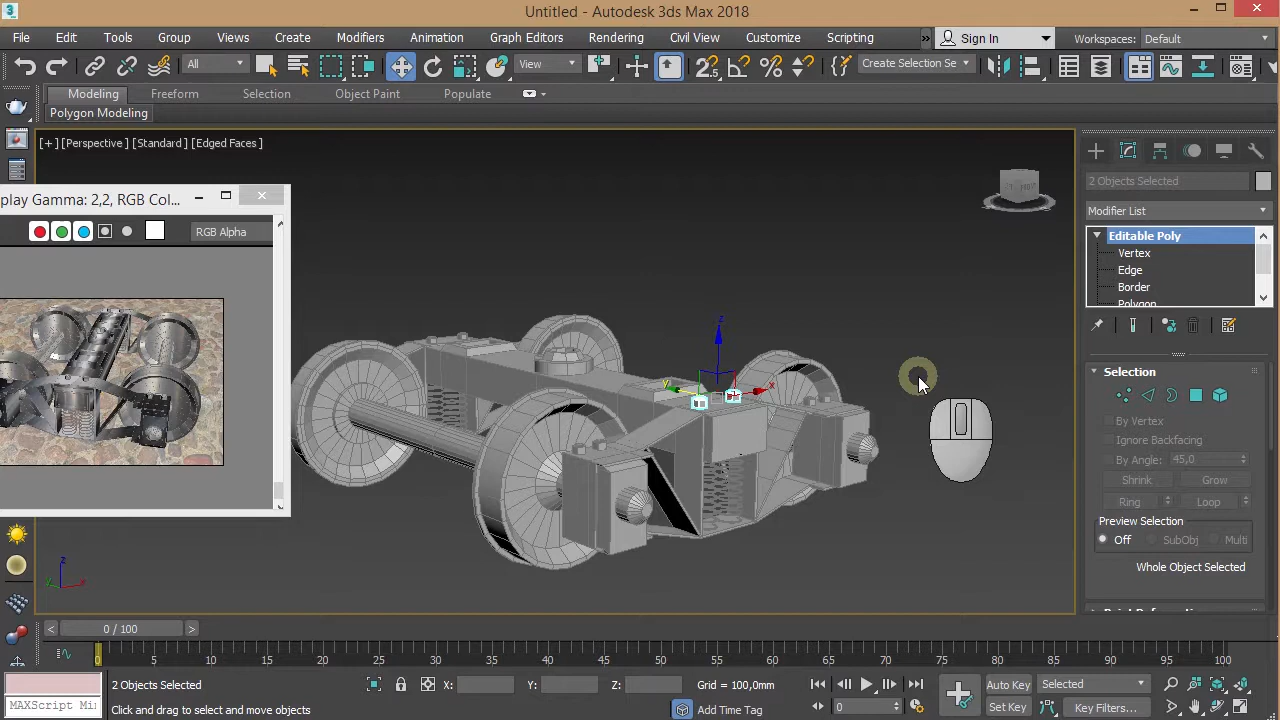 Untitled - Autodesk 3ds Max 2018
File Edit Tools Group Views Create Modifiers Animation Graph Editors Rendering Civil View Customize Scripting » Sign In Workspaces: Default
All View Create Selection Se
Modeling Freeform Selection Object Paint Populate
Polygon Modeling
[+] [Perspective ] [Standard ] [Edged Faces ]
play Gamma: 2,2, RGB Col...
RGB Alpha
2 Objects Selected
Modifier List
Editable Poly
Vertex
Edge
Border
Polygon
Selection
By Vertex
Ignore Backfacing
By Angle: 45,0
Shrink Grow
Ring Loop
Preview Selection
Off SubObj Multi
Whole Object Selected
z
y x
z
y x
0 / 100
0 5 10 15 20 25 30 35 40 45 50 55 60 65 70 75 80 85 90 95 100
2 Objects Selected X: Y: Z: Grid = 100,0mm Auto Key Selected
MAXScript Mi Click and drag to select and move objects Add Time Tag 0 Set Key Key Filters...